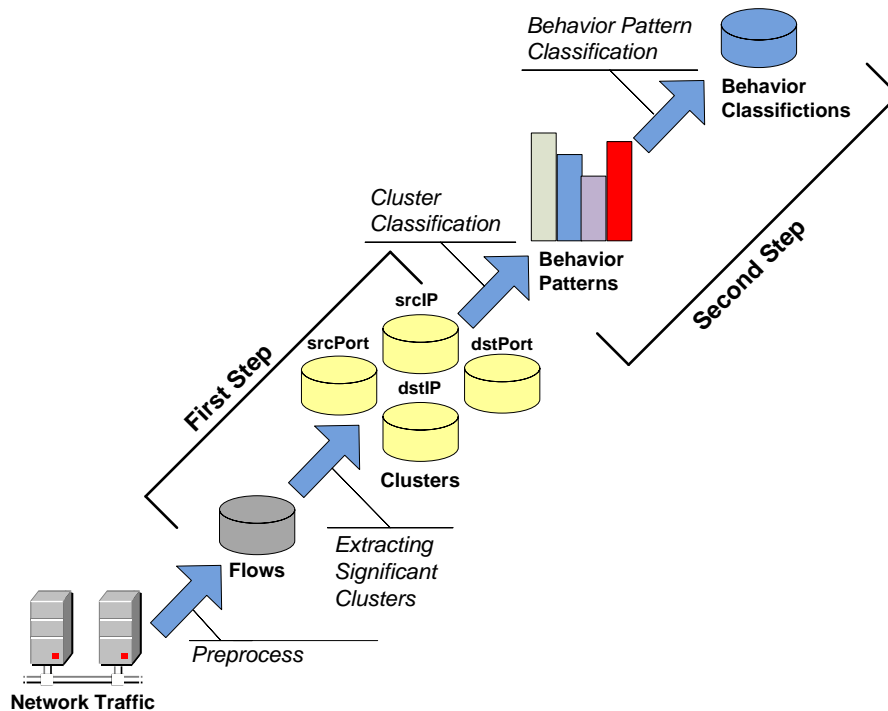 Behavior Pattern
Classification
Behavior
Classifictions
Cluster
Classification
Behavior
Patterns
Second Step
First Step
srcIP
srcPort
dstPort
dstIP
Clusters
Extracting
Significant
Clusters
Flows
Preprocess
Network Traffic